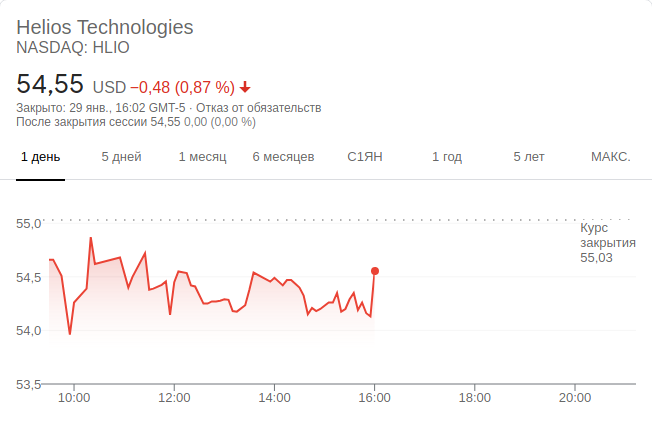 Helios Technologies
NASDAQ: HLIO
54,55 USD −0,48 (0,87 %)
Закрыто: 29 янв., 16:02 GMT-5 · Отказ от обязательств
После закрытия сессии 54,55 0,00 (0,00 %)
1 день 5 дней 1 месяц 6 месяцев С1ЯН 1 год 5 лет МАКС.
55,0
Курс
закрытия
55,03
54,5
54,0
53,5
10:00 12:00 14:00 16:00 18:00 20:00